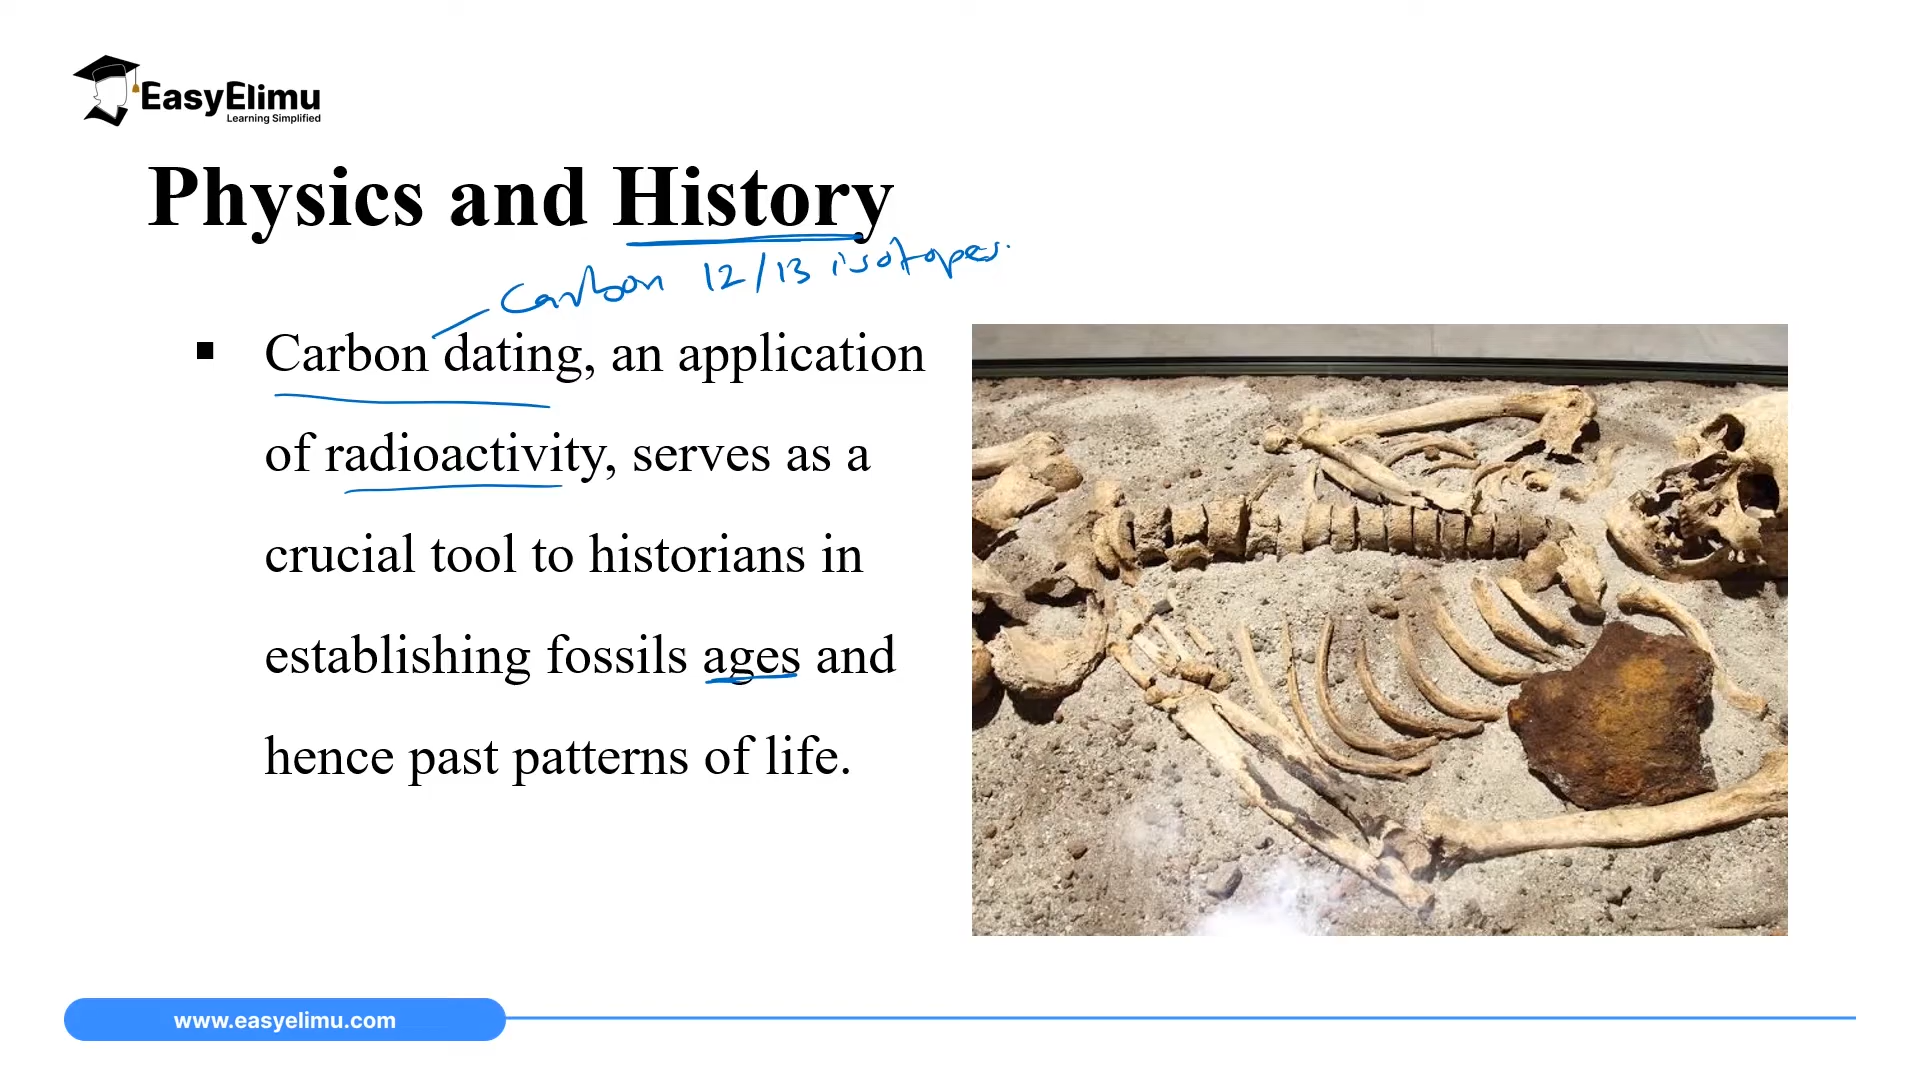 EasyElimu
Learning Simplified
Physics and History
Carbon 12/13 isotopes.
Carbon dating, an application
of radioactivity, serves as a
crucial tool to historians in
establishing fossils ages and
hence past patterns of life.
www.easyelimu.com